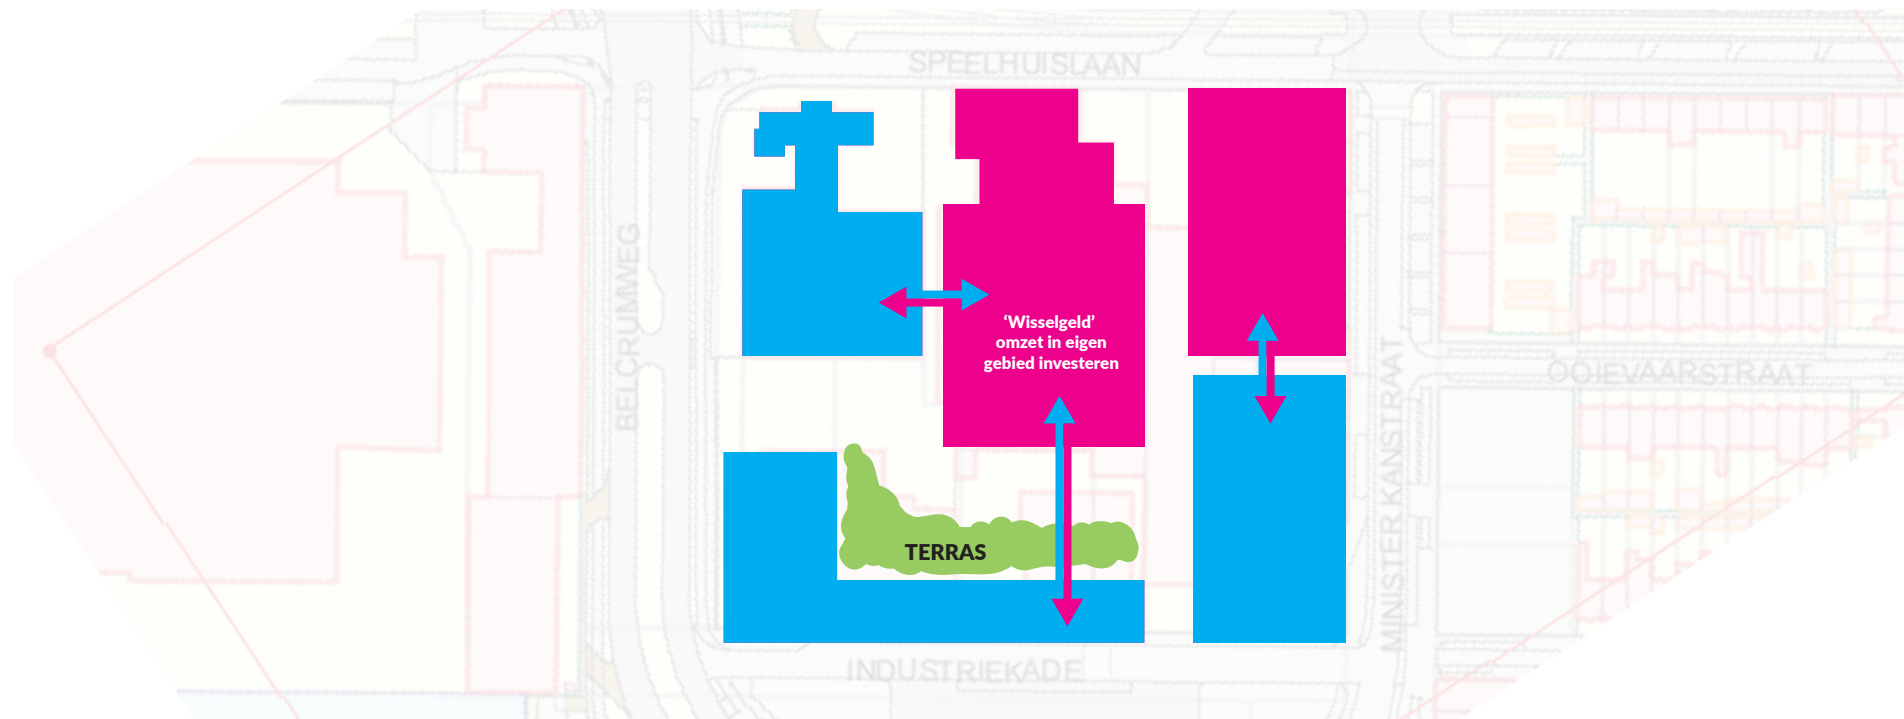 SPEELHUISLAAN
BELCRUMWEG
‘Wisselgeld’
omzet in eigen
gebied investeren
OOIEVAARSTRAAT
MINISTER KANSTRAAT
TERRAS
INDUSTRIEKADE